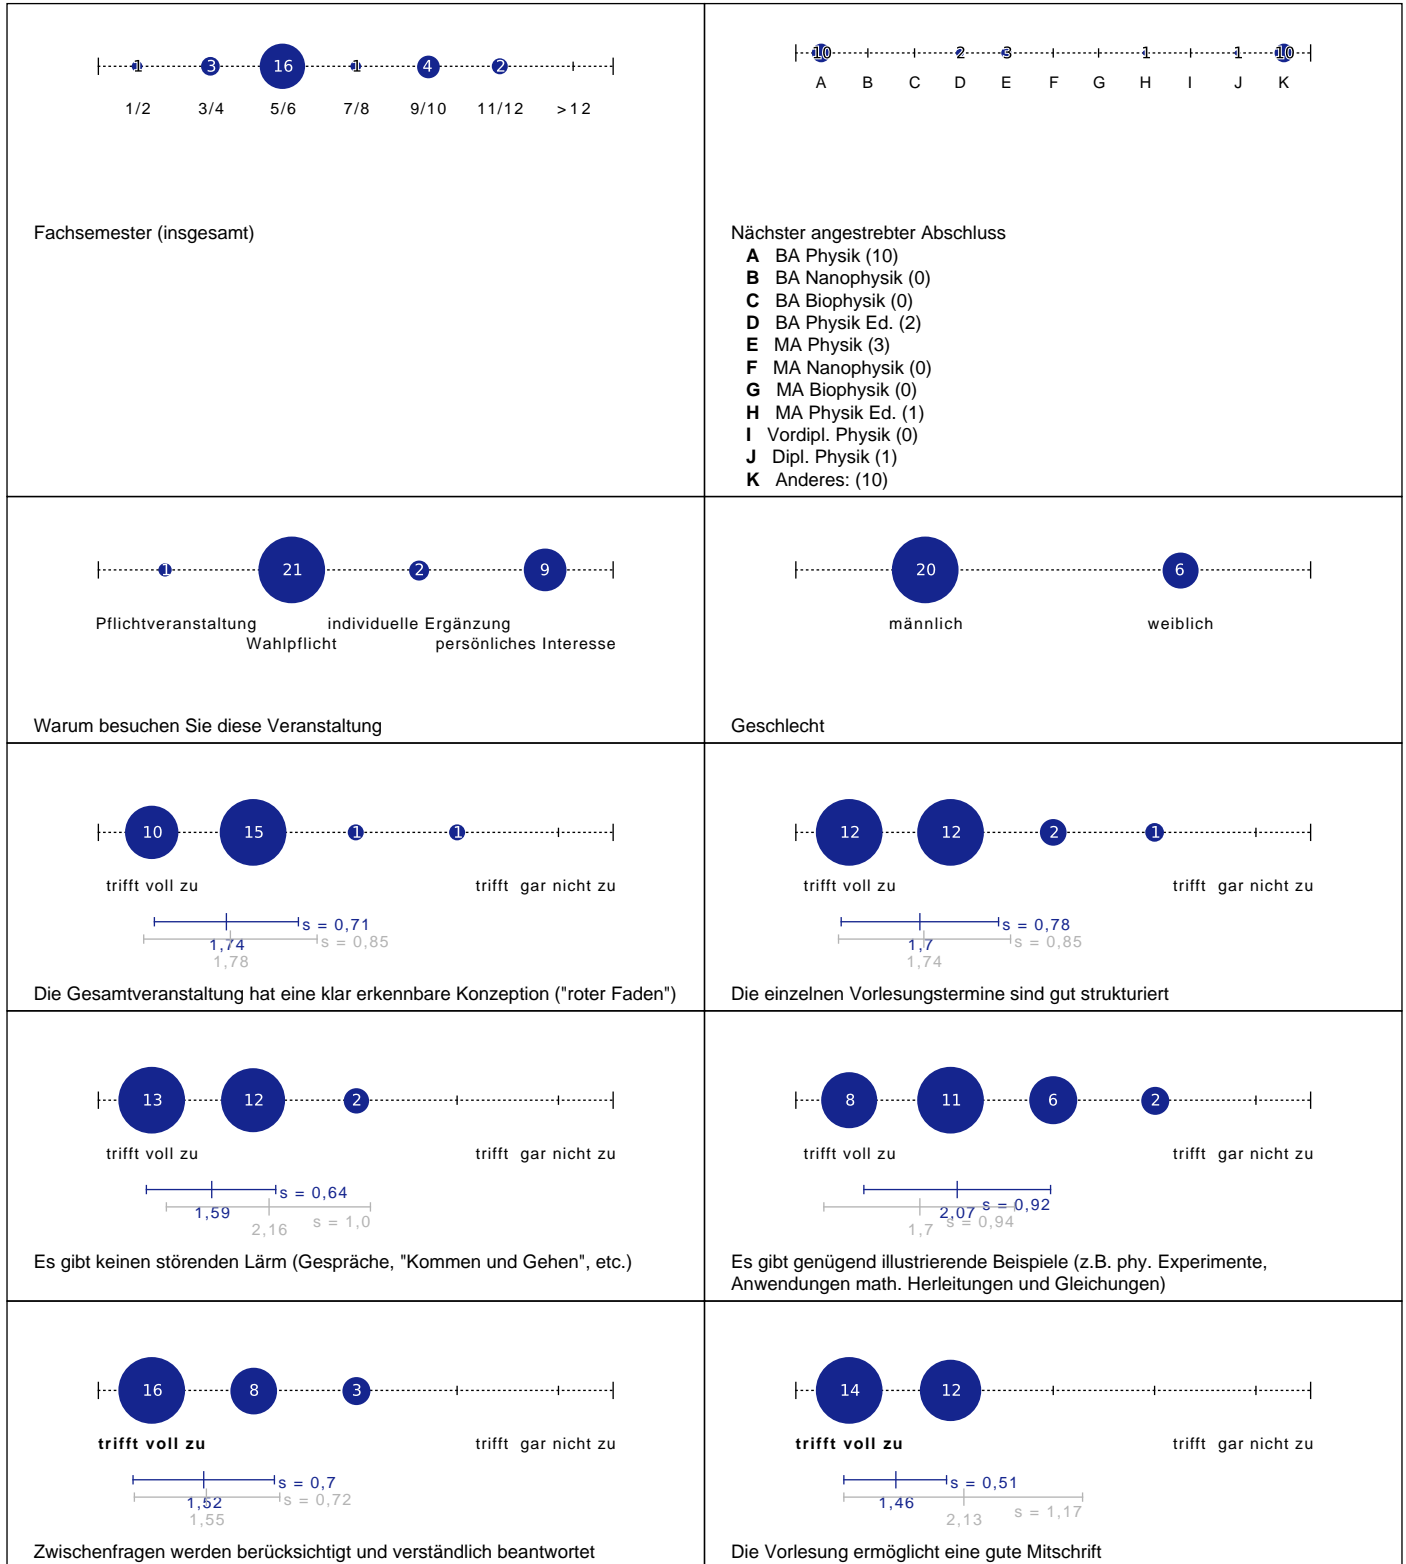 1 3 16 1 4 2
1/2 3/4 5/6 7/8 9/10 11/12 >12
Fachsemester (insgesamt)
10 2 3 1 1 10
A B C D E F G H I J K
Nächster angestrebter Abschluss
A BA Physik (10)
B BA Nanophysik (0)
C BA Biophysik (0)
D BA Physik Ed. (2)
E MA Physik (3)
F MA Nanophysik (0)
G MA Biophysik (0)
H MA Physik Ed. (1)
I Vordipl. Physik (0)
J Dipl. Physik (1)
K Anderes: (10)
1 21 2 9
Pflichtveranstaltung individuelle Ergänzung
Wahlpflicht persönliches Interesse
Warum besuchen Sie diese Veranstaltung
20 6
männlich weiblich
Geschlecht
10 15 1 1
trifft voll zu trifft gar nicht zu
s = 0,71
1,74 s = 0,85
1,78
Die Gesamtveranstaltung hat eine klar erkennbare Konzeption ("roter Faden")
12 12 2 1
trifft voll zu trifft gar nicht zu
s = 0,78
1,7 s = 0,85
1,74
Die einzelnen Vorlesungstermine sind gut strukturiert
13 12 2
trifft voll zu trifft gar nicht zu
s = 0,64
1,59 s = 1,0
2,16
Es gibt keinen störenden Lärm (Gespräche, "Kommen und Gehen", etc.)
8 11 6 2
trifft voll zu trifft gar nicht zu
2,07 s = 0,92
1,7 s = 0,94
Es gibt genügend illustrierende Beispiele (z.B. phy. Experimente,
Anwendungen math. Herleitungen und Gleichungen)
16 8 3
trifft voll zu trifft gar nicht zu
s = 0,7
1,52 s = 0,72
1,55
Zwischenfragen werden berücksichtigt und verständlich beantwortet
14 12
trifft voll zu trifft gar nicht zu
s = 0,51
1,46 s = 1,17
2,13
Die Vorlesung ermöglicht eine gute Mitschrift